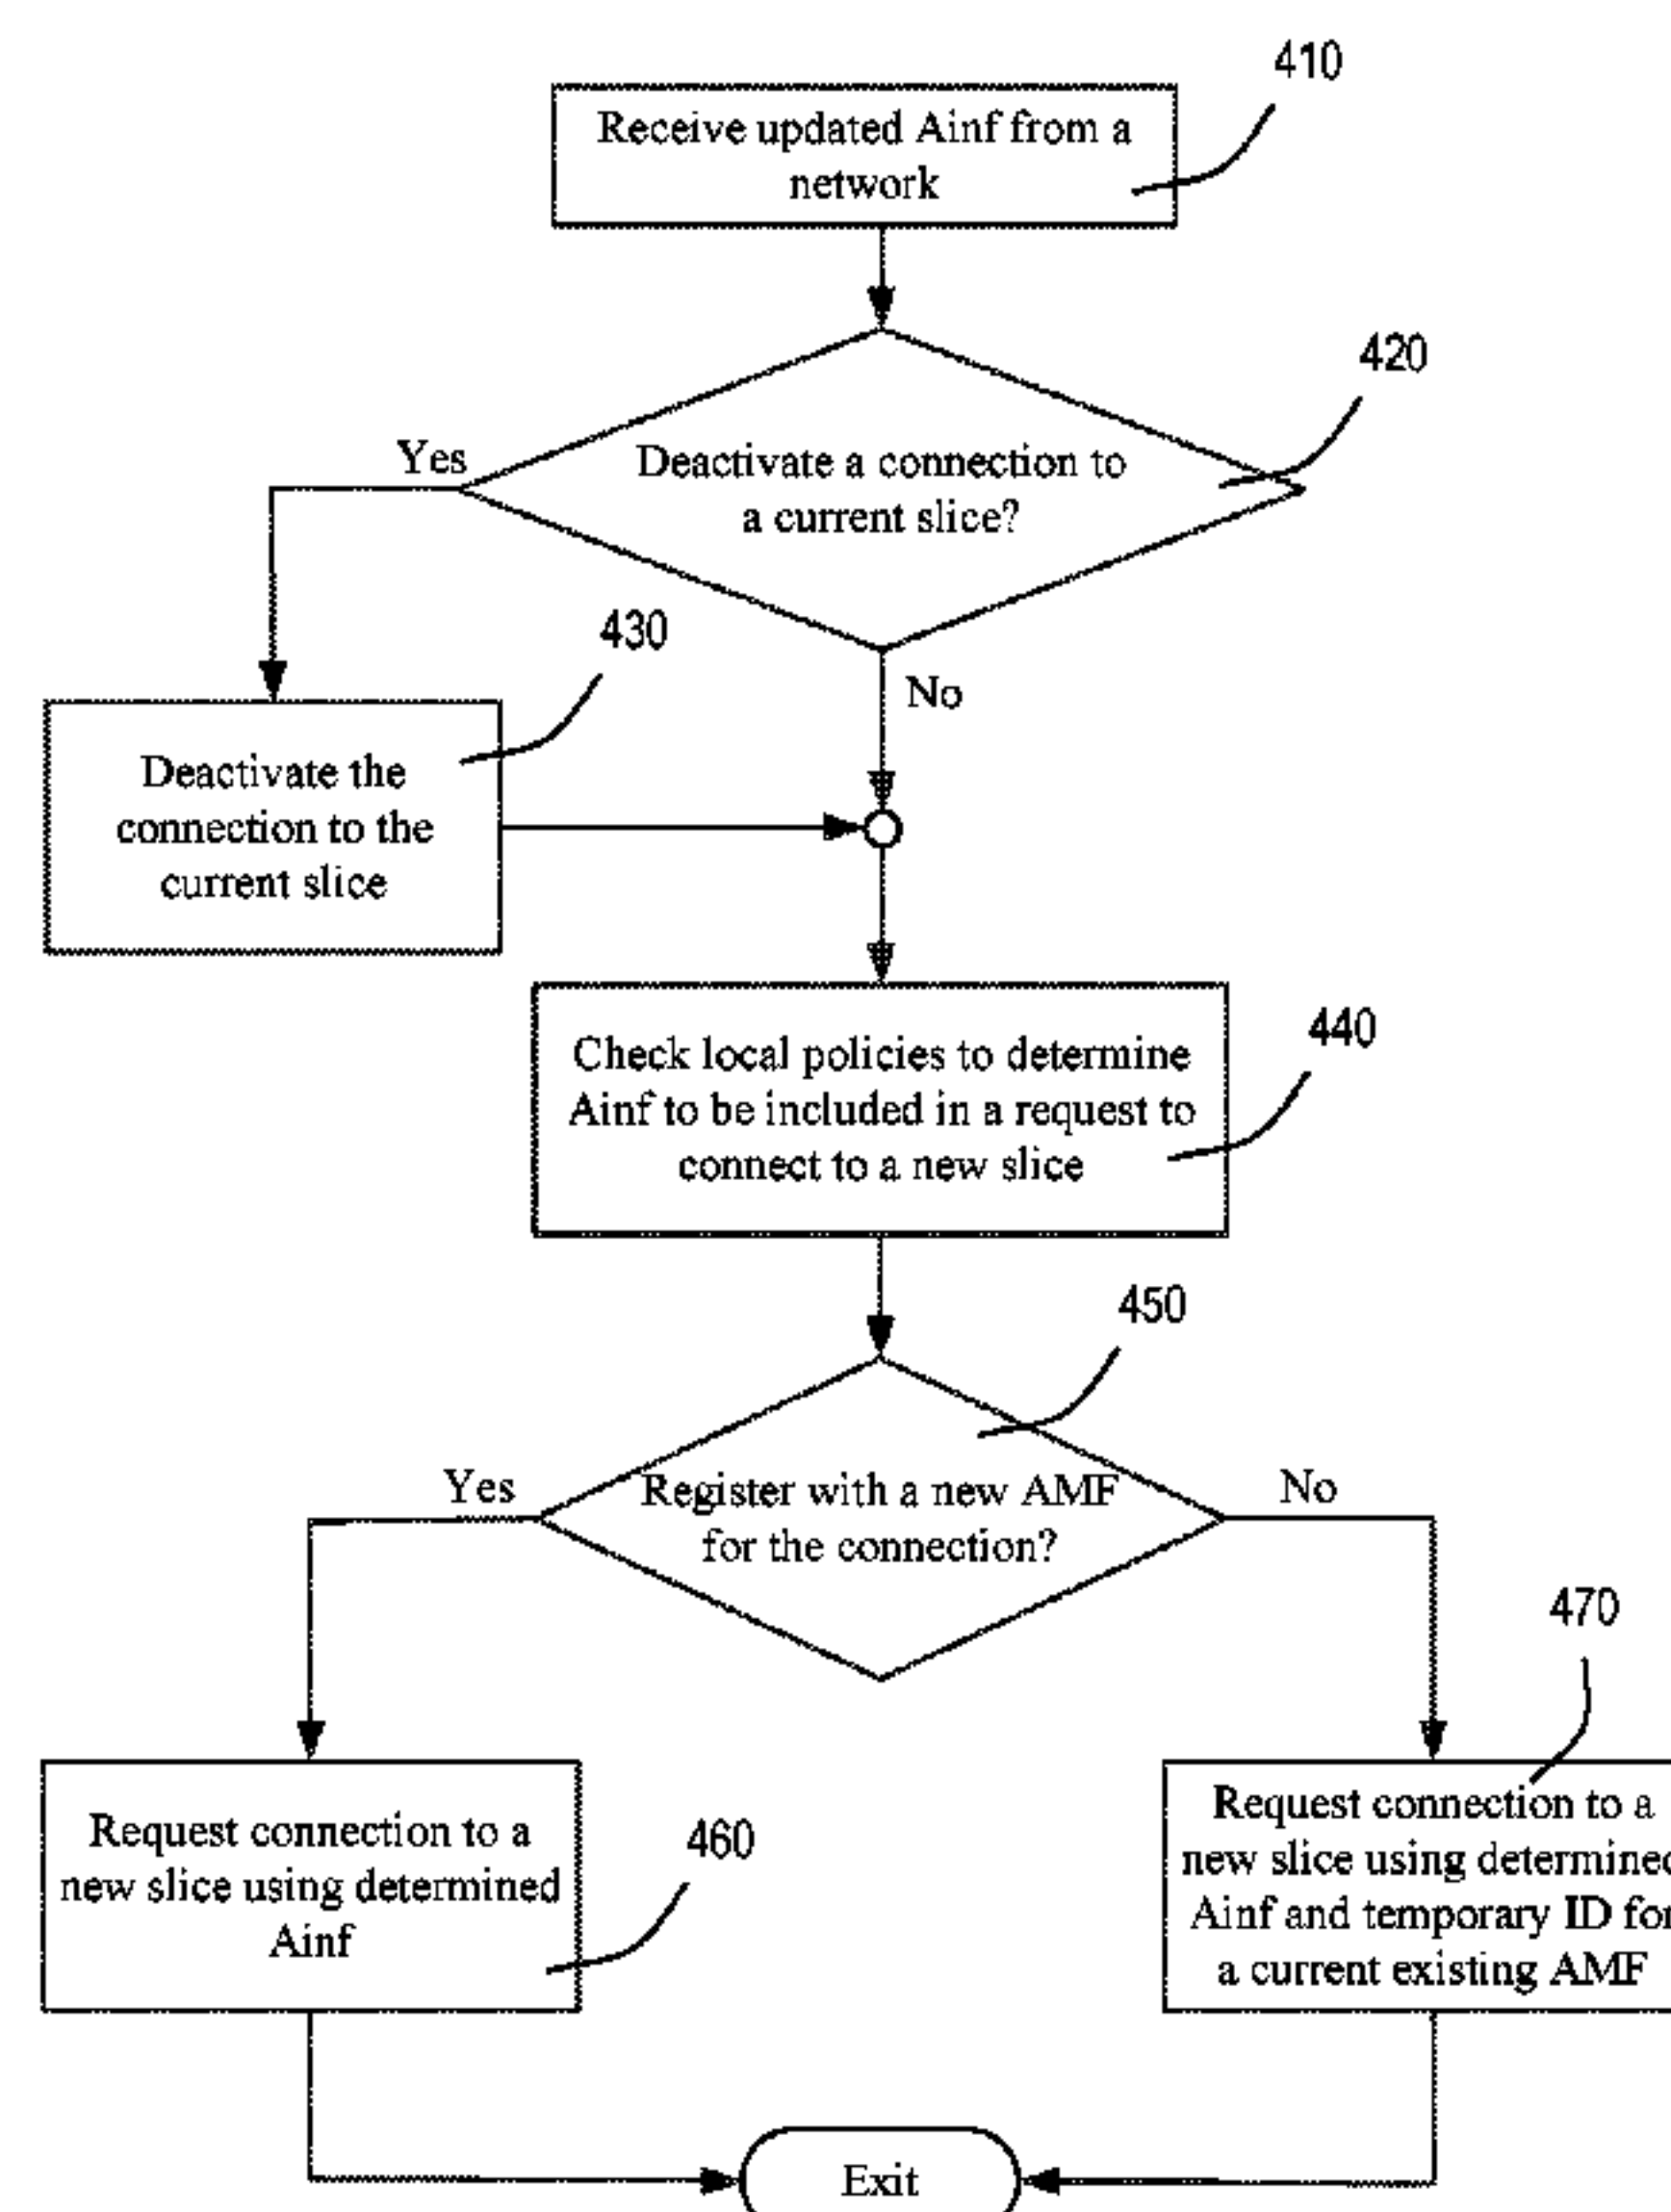 410
Receive updated Ainf from a
network
420
Yes
Deactivate a connection to
a current slice?
430
No
Deactivate the
connection to the
current slice
440
Check local policies to determine
Ainf to be included in a request to
connect to a new slice
450
Yes
Register with a new AMF
for the connection?
No
470
Request connection to a
new slice using determined
Ainf
460
Request connection to a
new slice using determined
Ainf and temporary ID for
a current existing AMF
Exit